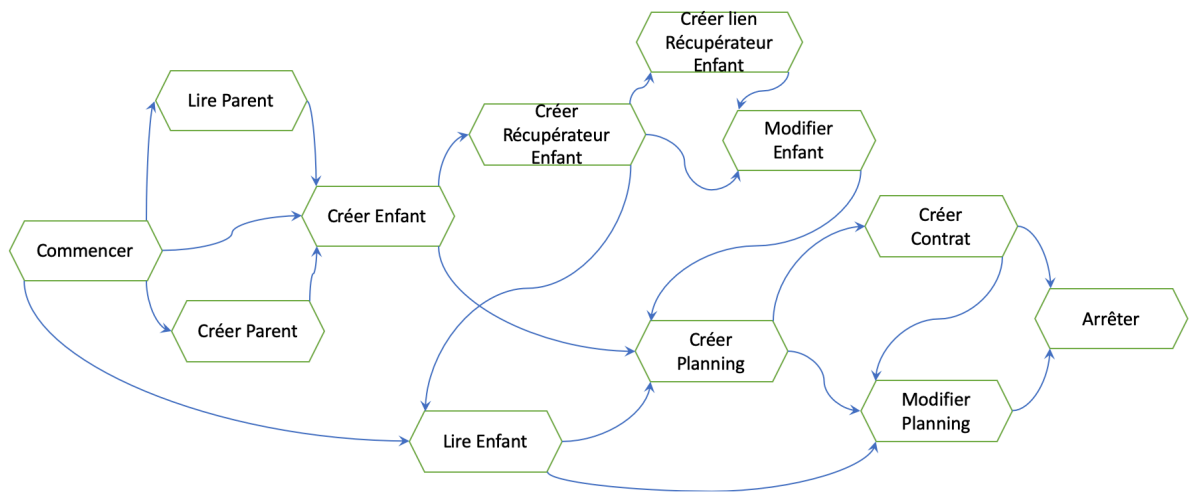 Créer lien
Récupérateur
Enfant
Lire Parent
Créer
Récupérateur
Enfant
Modifier
Enfant
Créer Enfant
Créer
Contrat
Commencer
Créer Parent
Arrêter
Créer
Planning
Modifier
Planning
Lire Enfant